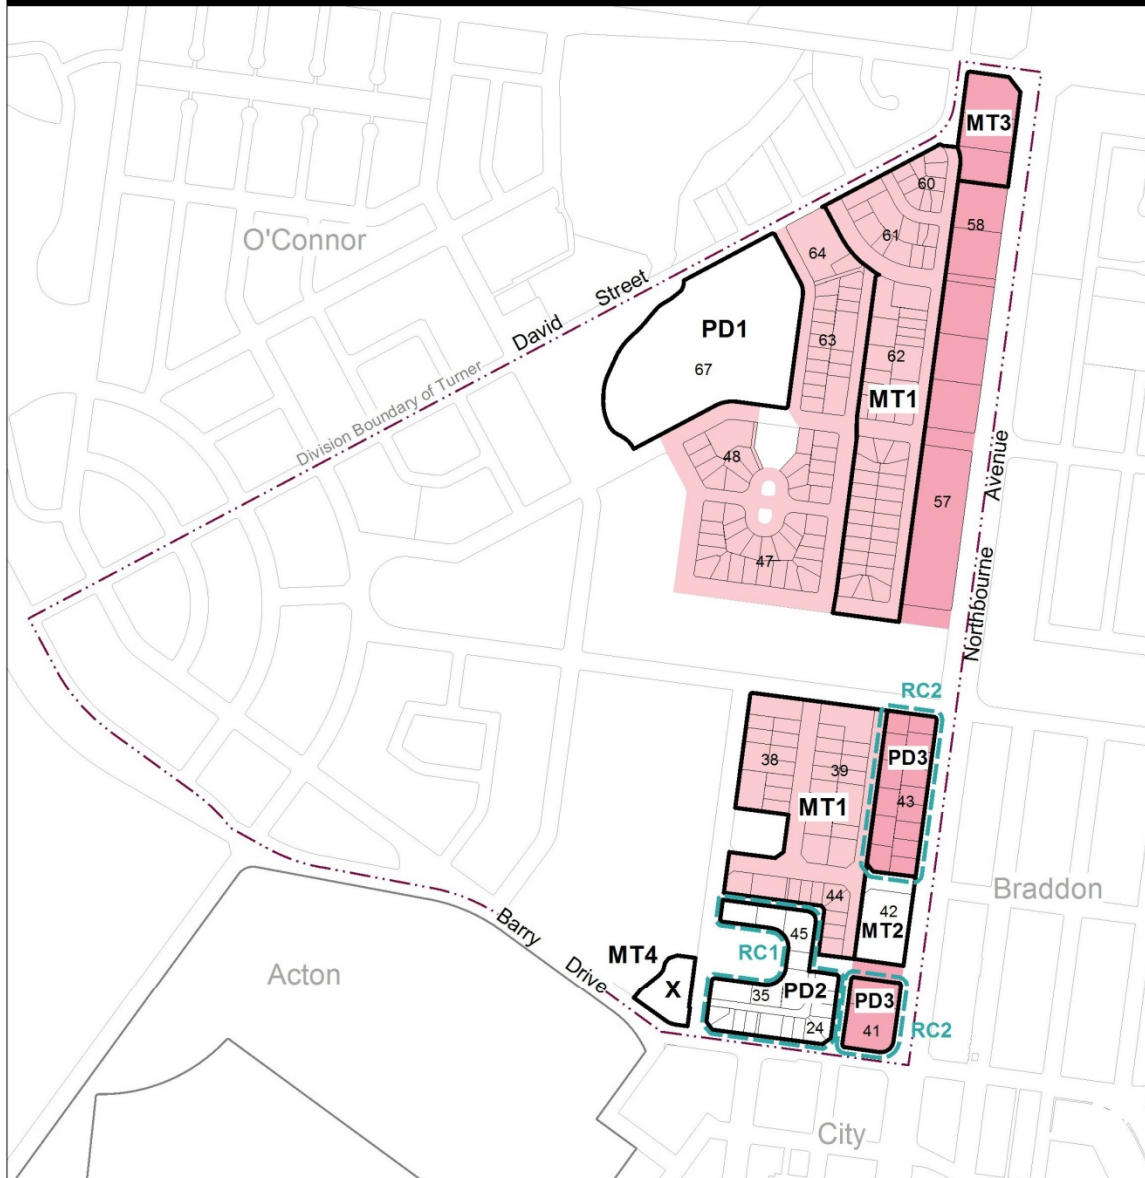 MT3
60
58
61
O'Connor
64
David Street
PD1
63
62
67
MT1
Division Boundary of Turner
48
57
Northbourne Avenue
47
RC2
38
39
PD3
43
MT1
44
42
Braddon
MT2
45
Barry Drive
RC1
MT4
Acton
X
35
PD2
PD3
24
41
RC2
City